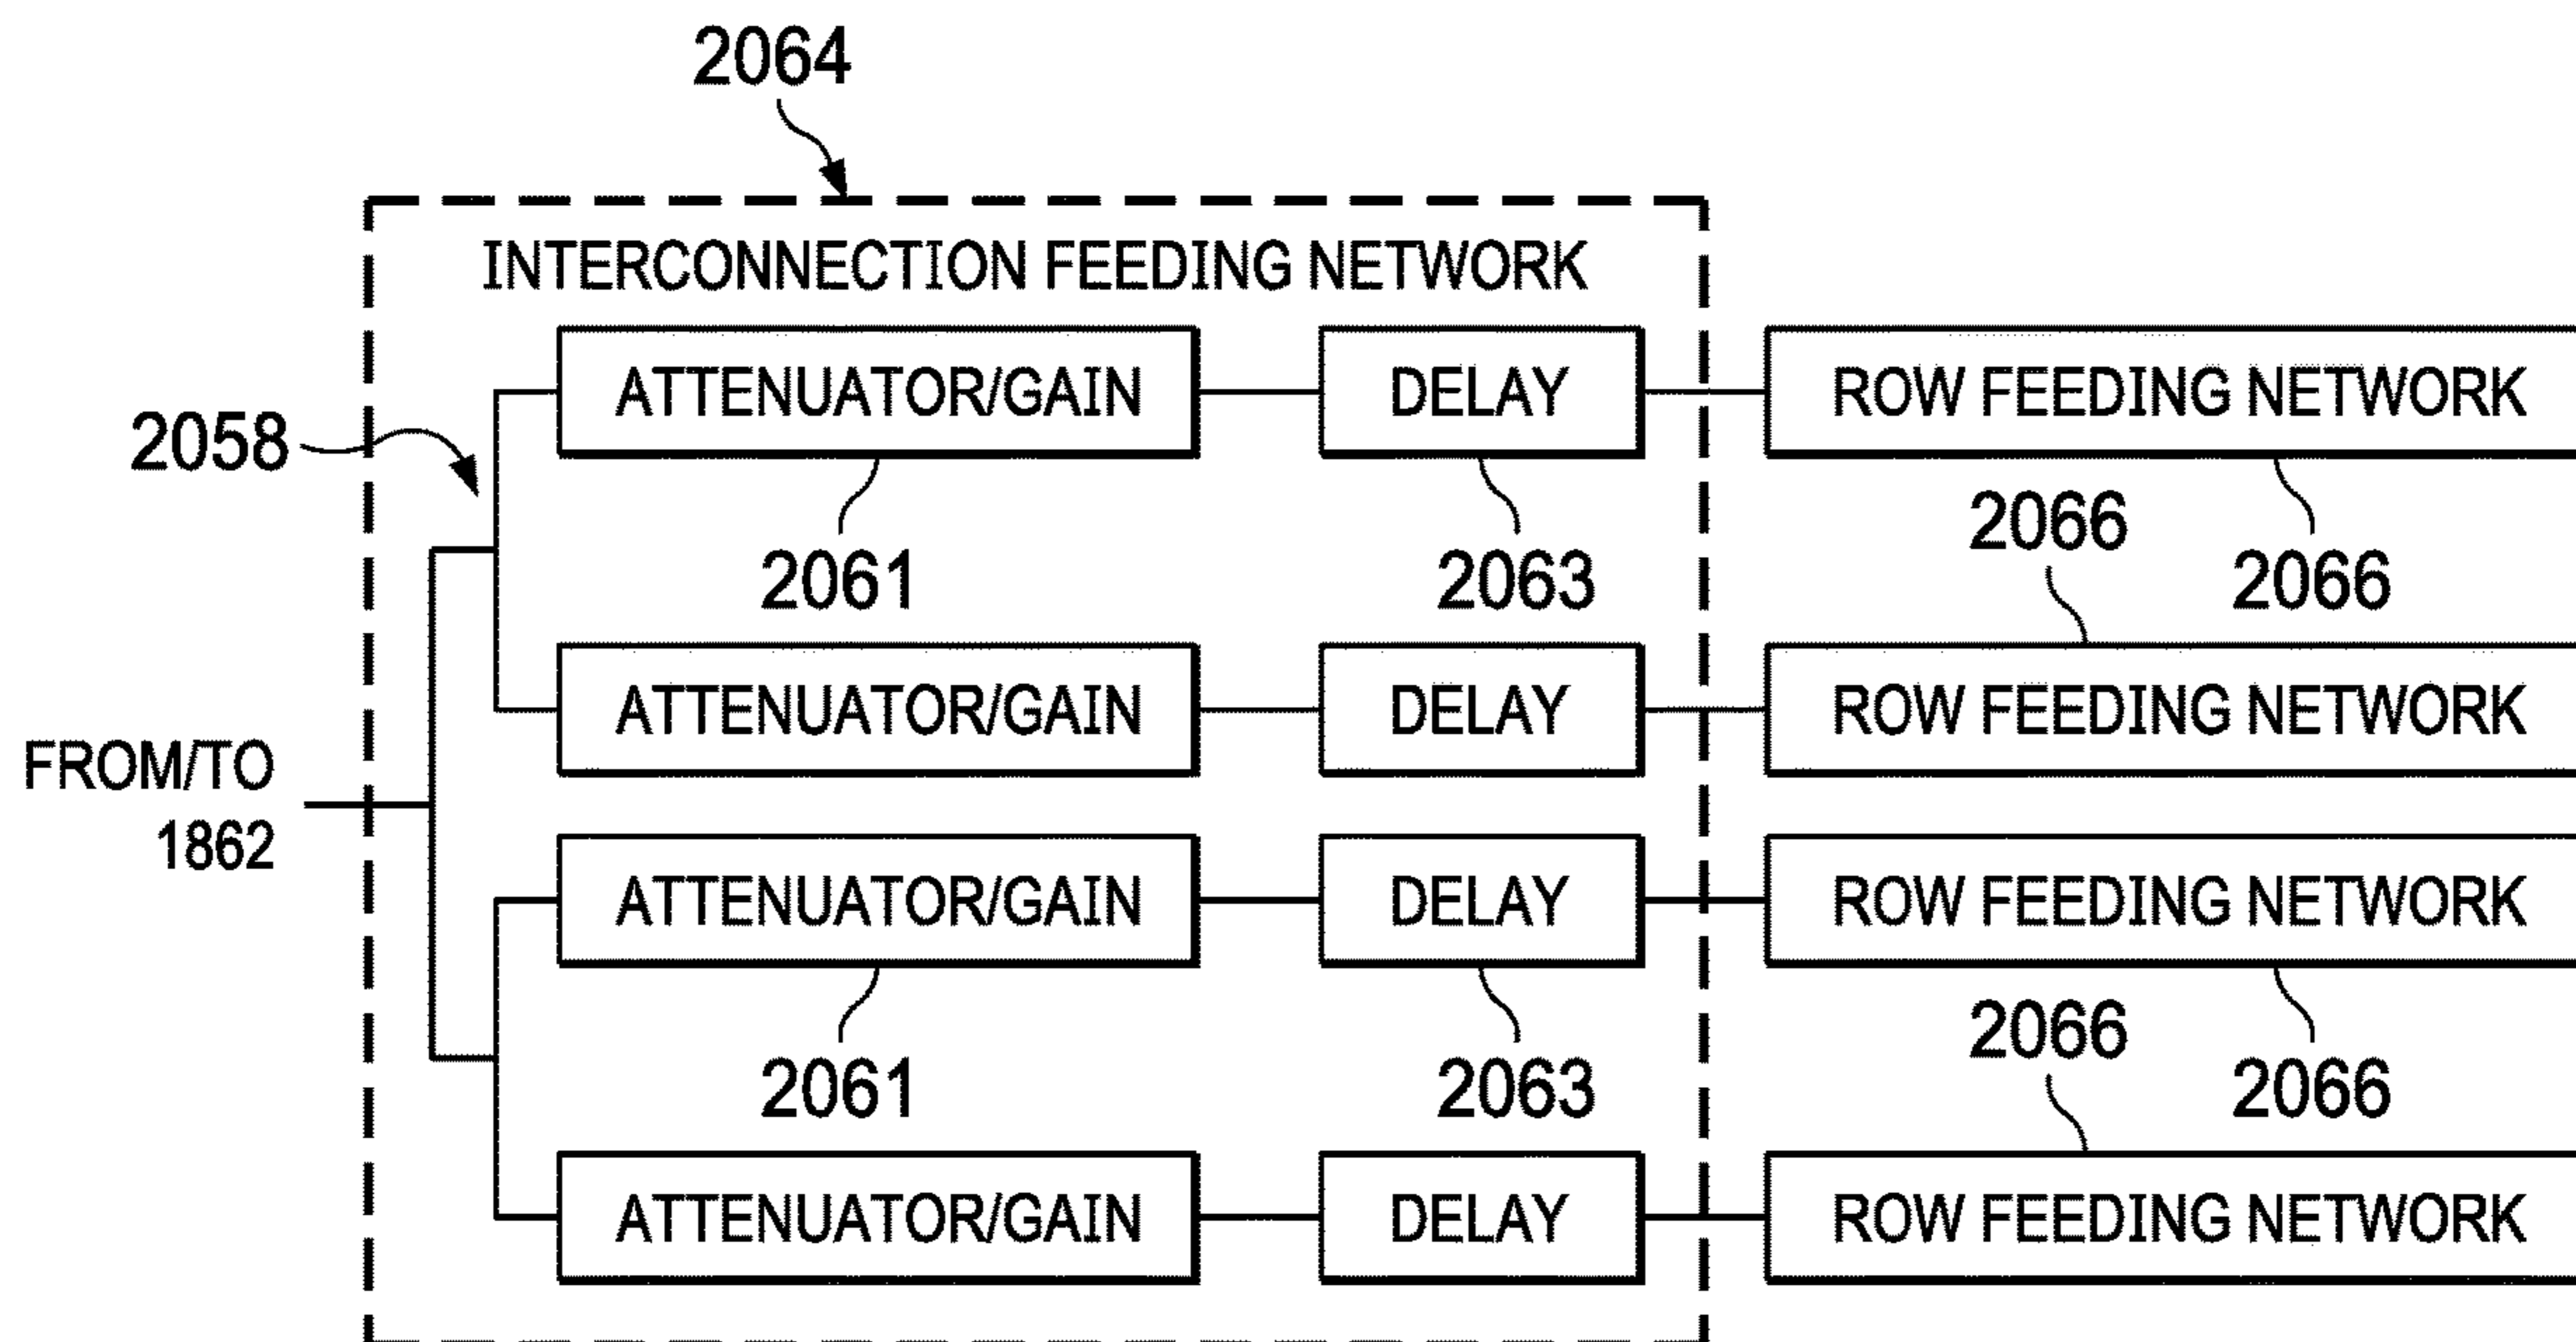 2064
INTERCONNECTION FEEDING NETWORK
ATTENUATOR/GAIN DELAY ROW FEEDING NETWORK
2058
2066
2061 2063 2066
ATTENUATOR/GAIN DELAY ROW FEEDING NETWORK
FROM/TO
1862
ATTENUATOR/GAIN DELAY ROW FEEDING NETWORK
2066
2061 2063 2066
ATTENUATOR/GAIN DELAY ROW FEEDING NETWORK